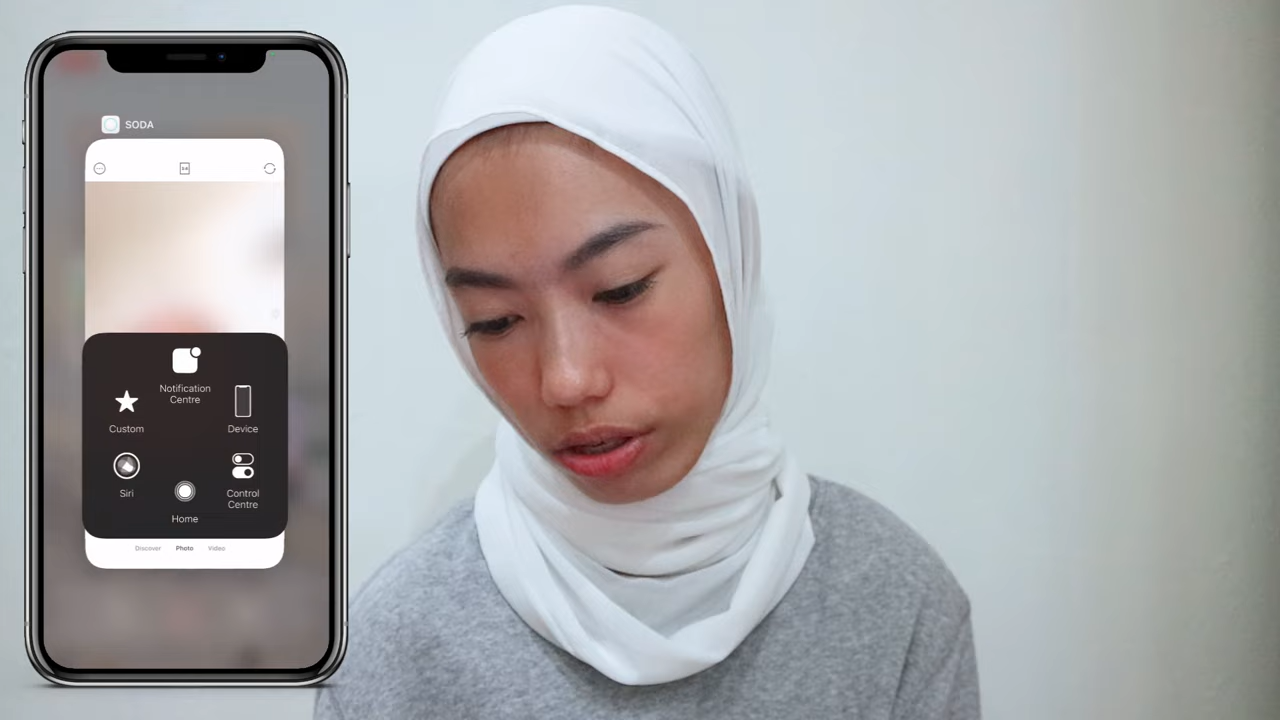 SODA
Notification
Centre
Custom
Device
Siri
Control
Centre
Home
Discover Photo Video